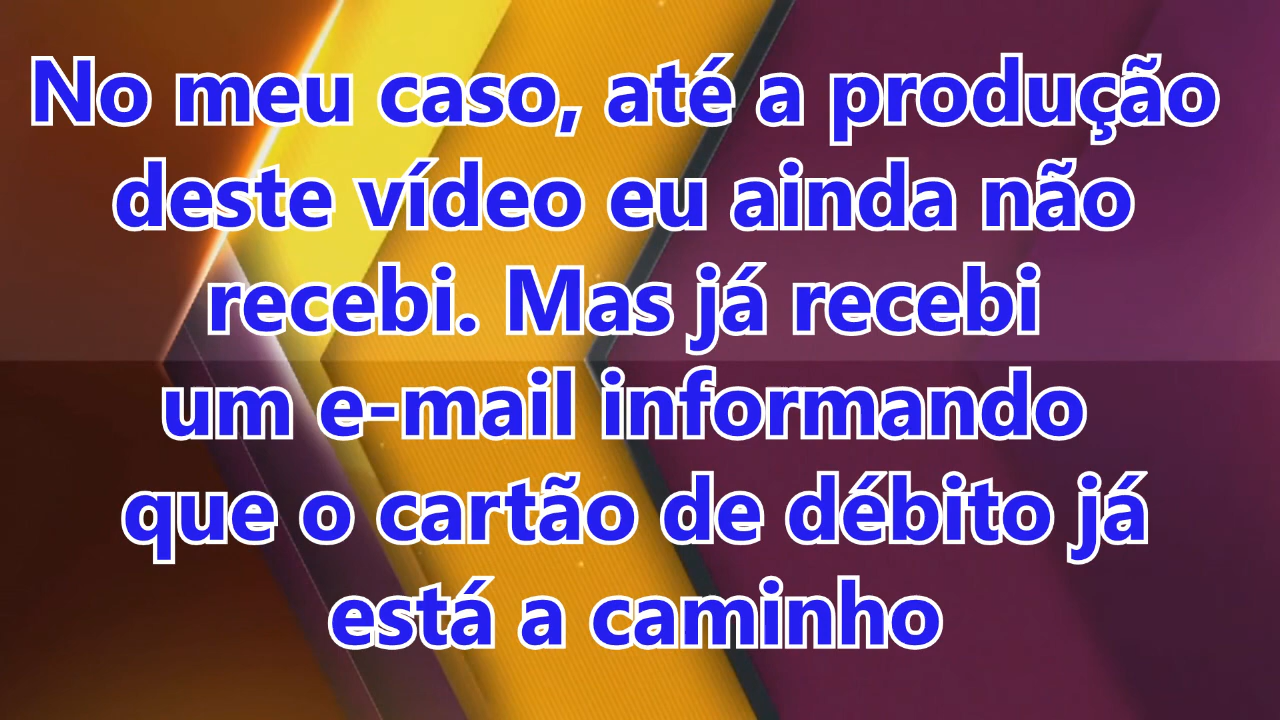 No meu caso, até a produção
deste vídeo eu ainda não
recebi. Mas já recebi
um e-mail informando
que o cartão de débito já
está a caminho